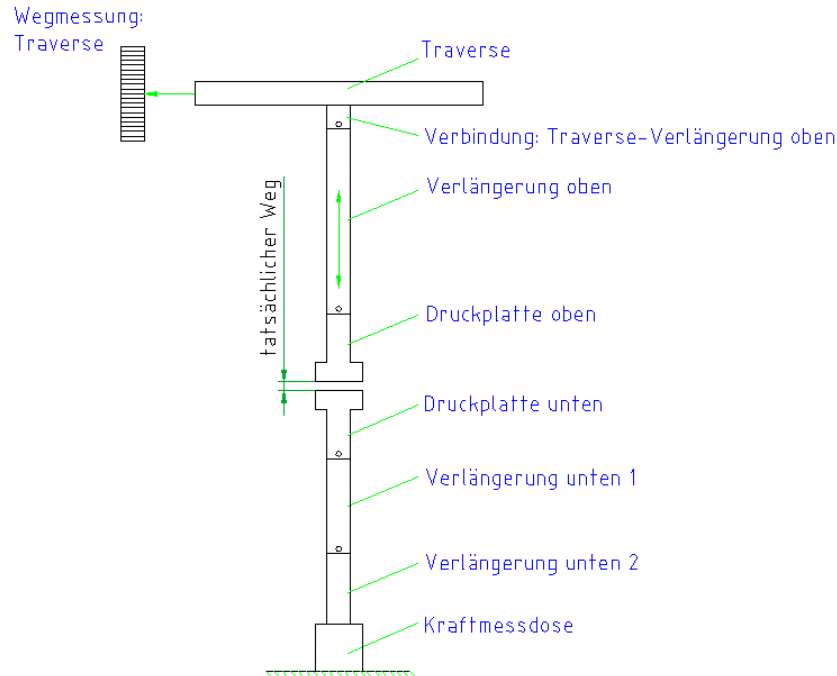 Wegmessung:
Traverse
Traverse
Verbindung: Traverse-Verlängerung oben
Verlängerung oben
tatsächlicher Weg
Druckplatte oben
Druckplatte unten
Verlängerung unten 1
Verlängerung unten 2
Kraftmessdose